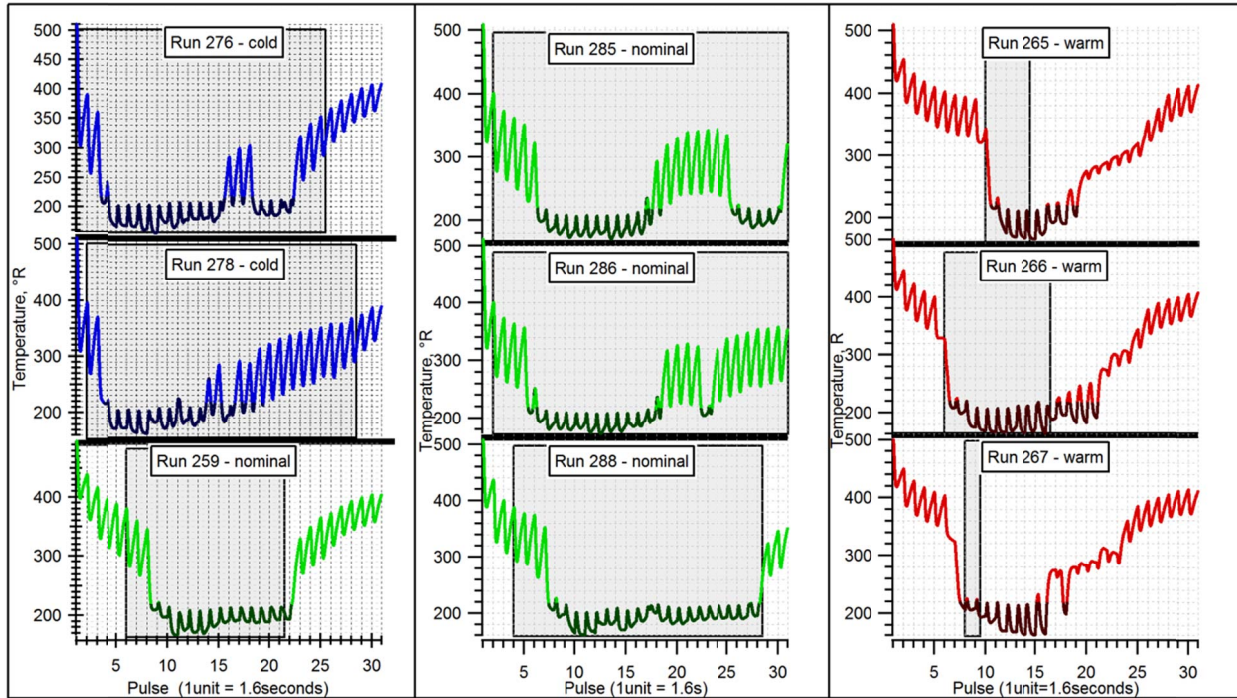 500
Run 276 - cold
450
400
350
300
250
200
500
Run 278 - cold
400
300
200
Temperature, °R
500
Run 259 - nominal
400
300
200
5 10 15 20 25 30
Pulse (1unit = 1.6seconds)
500
Run 285 - nominal
400
300
200
500
Run 286 - nominal
400
300
200
Temperature, °R
500
Run 288 - nominal
400
300
200
5 10 15 20 25 30
Pulse (1unit = 1.6s)
500
Run 265 - warm
400
300
200
500
Run 266 - warm
400
300
200
Temperature, R
500
Run 267 - warm
400
300
200
5 10 15 20 25 30
Pulse (1unit=1.6seconds)